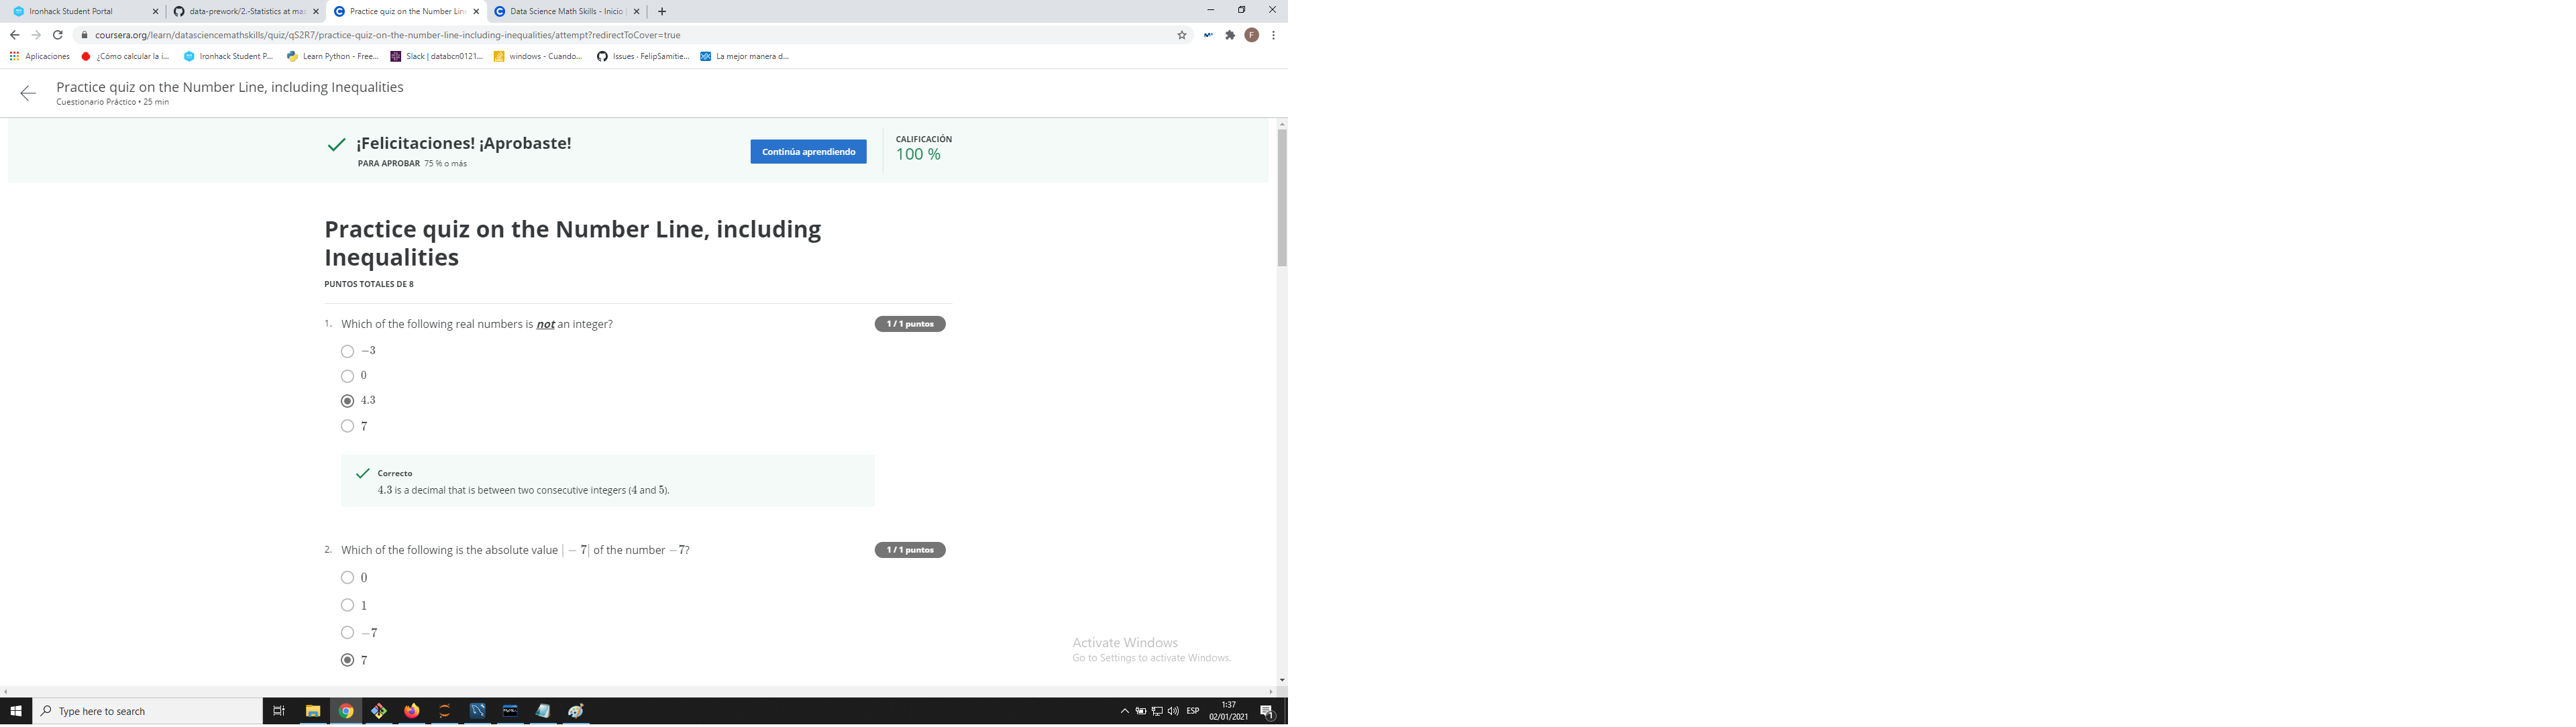 Ironhack Student Portal
data-prework/2.-Statistics at mas
Practice quiz on the Number Line
Data Science Math Skills - Inicio |
coursera.org/learn/datasciencemathskills/quiz/qS2R7/practice-quiz-on-the-number-line-including-inequalities/attempt?redirectToCover=true
F
Aplicaciones
¿Cómo calcular la i...
Ironhack Student P...
Learn Python - Free...
Slack | databcn0121...
windows - Cuando...
Issues · FelipSamitie...
La mejor manera d...
Practice quiz on the Number Line, including Inequalities
Cuestionario Práctico • 25 min
¡Felicitaciones! ¡Aprobaste!
PARA APROBAR 75 % o más
Continúa aprendiendo
CALIFICACIÓN
100 %
Practice quiz on the Number Line, including
Inequalities
PUNTOS TOTALES DE 8
1. Which of the following real numbers is not an integer?
1 / 1 puntos
−3
0
4.3
7
Correcto
4.3 is a decimal that is between two consecutive integers (4 and 5).
2. Which of the following is the absolute value |−7| of the number −7?
1 / 1 puntos
0
1
−7
7
Activate Windows
Go to Settings to activate Windows.
Type here to search
ESP
1:37
02/01/2021
1